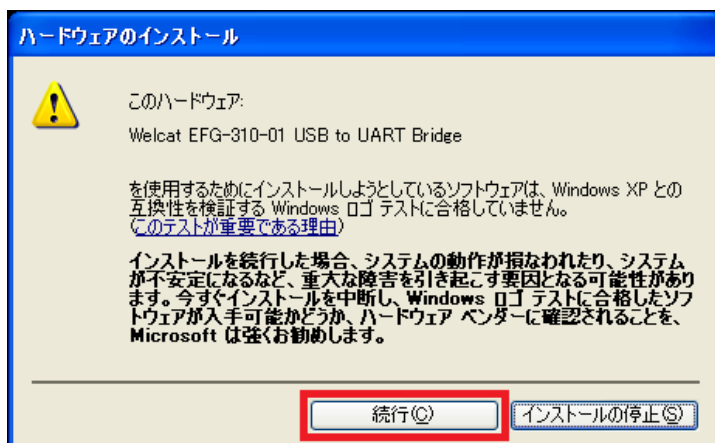 ハードウェアのインストール
このハードウェア:
Welcat EFG-310-01 USB to UART Bridge
を使用するためにインストールしようとしているソフトウェアは、Windows XP との
互換性を検証する Windows ロゴ テストに合格していません。
(このテストが重要である理由)
インストールを続行した場合、システムの動作が損なわれたり、システム
が不安定になるなど、重大な障害を引き起こす要因となる可能性があり
ます。今すぐインストールを中断し、Windows ロゴ テストに合格したソフ
トウェアが入手可能かどうか、ハードウェア ベンダーに確認されることを、
Microsoft は強くお勧めします。
続行(C)
インストールの停止(S)